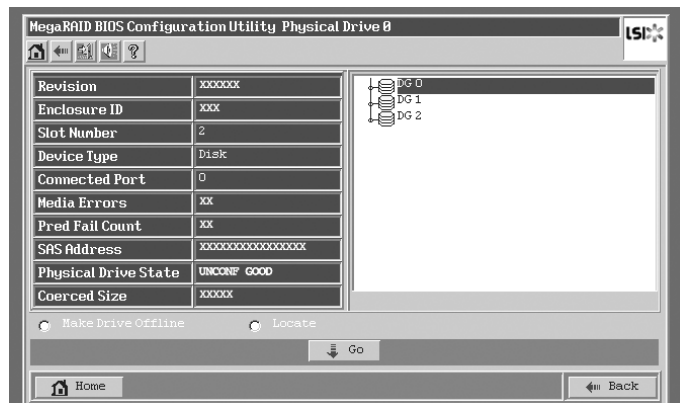 MegaRAID BIOS Configuration Utility Physical Drive 0
LSI
Revision xxxxxx
Enclosure ID xxx
Slot Number 2
Device Type Disk
Connected Port 0
Media Errors xx
Pred Fail Count xx
SAS Address xxxxxxxxxxxxxxxx
Physical Drive State UNCONF GOOD
Coerced Size xxxxx
DG 0
DG 1
DG 2
Make Drive Offline Locate
Go
Home Back